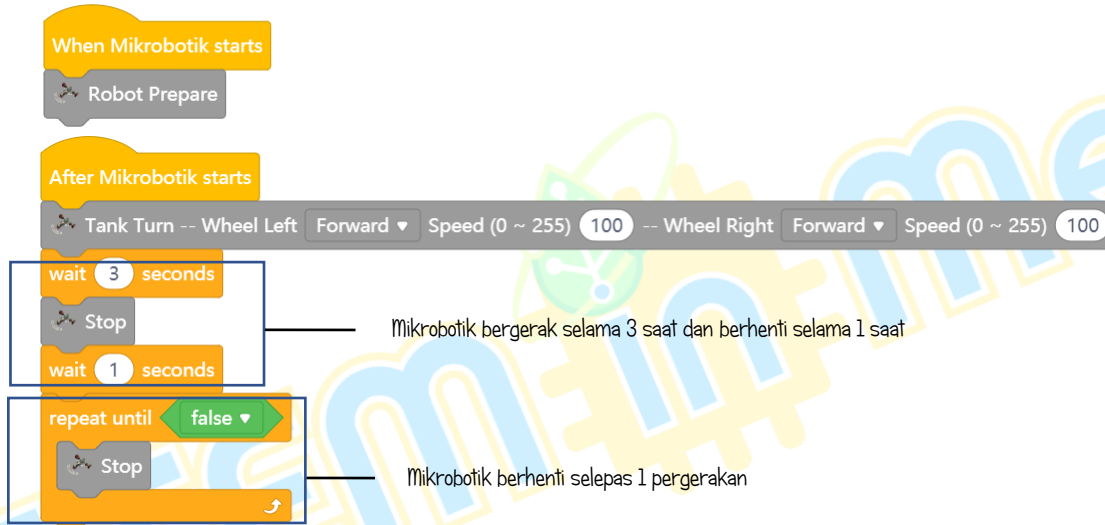 When Mikrobotik starts
Robot Prepare
After Mikrobotik starts
Tank Turn -- Wheel Left Forward ▼ Speed (0 ~ 255) 100 -- Wheel Right Forward ▼ Speed (0 ~ 255) 100
wait 3 seconds
Stop
Mikrobotik bergerak selama 3 saat dan berhenti selama 1 saat
wait 1 seconds
repeat until false ▼
Stop
Mikrobotik berhenti selepas 1 pergerakan